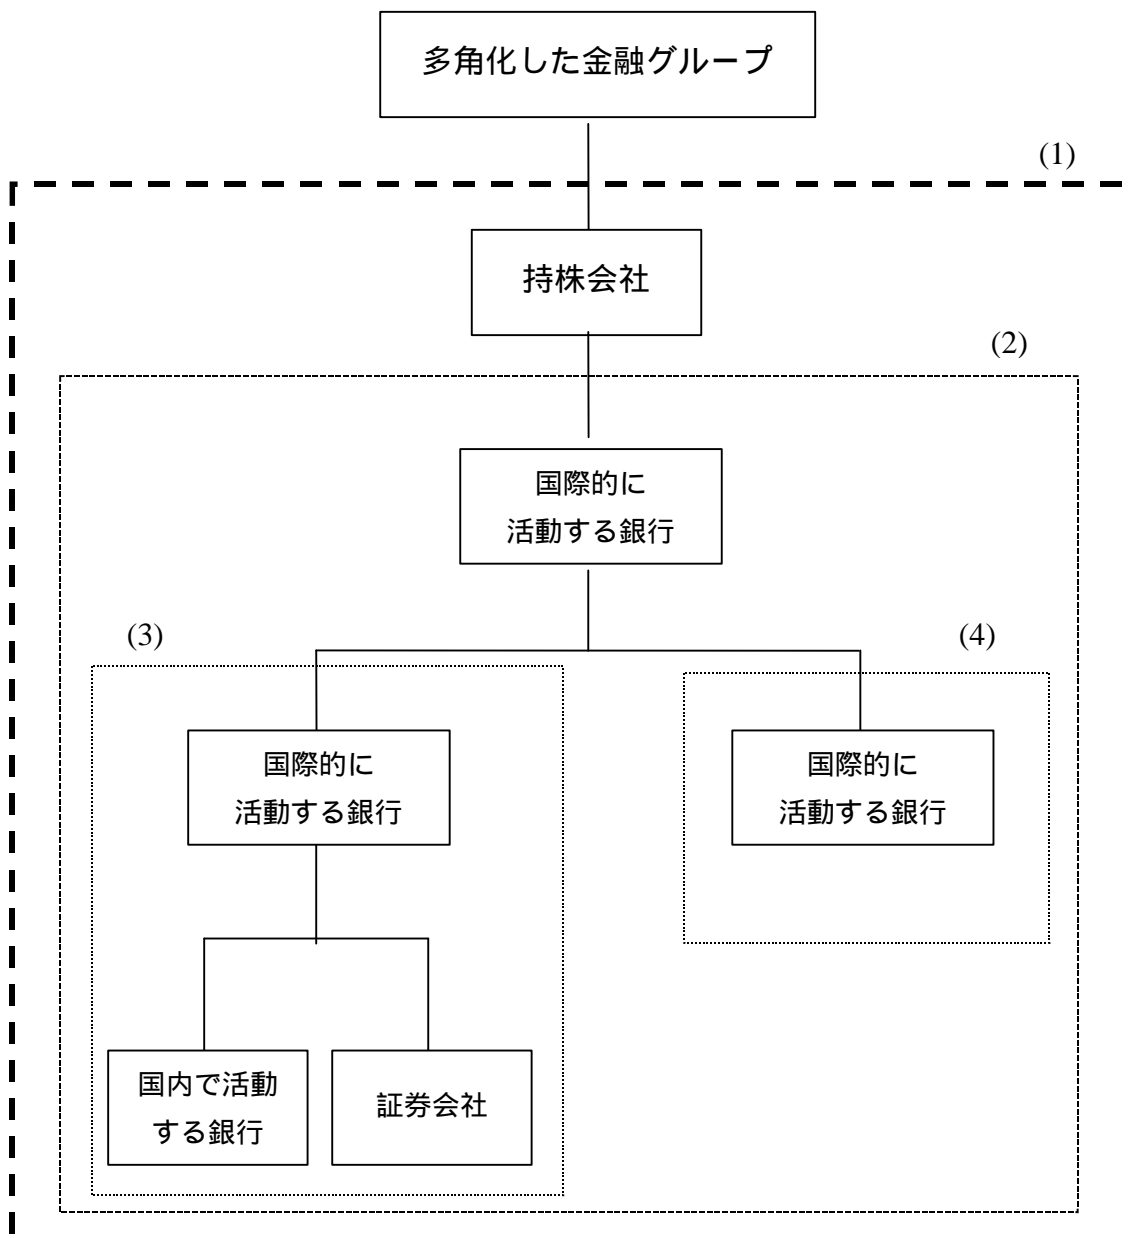 多角化した金融グループ
(1)
持株会社
(2)
国際的に
活動する銀行
(3)
(4)
国際的に
活動する銀行
国際的に
活動する銀行
国内で活動
する銀行
証券会社